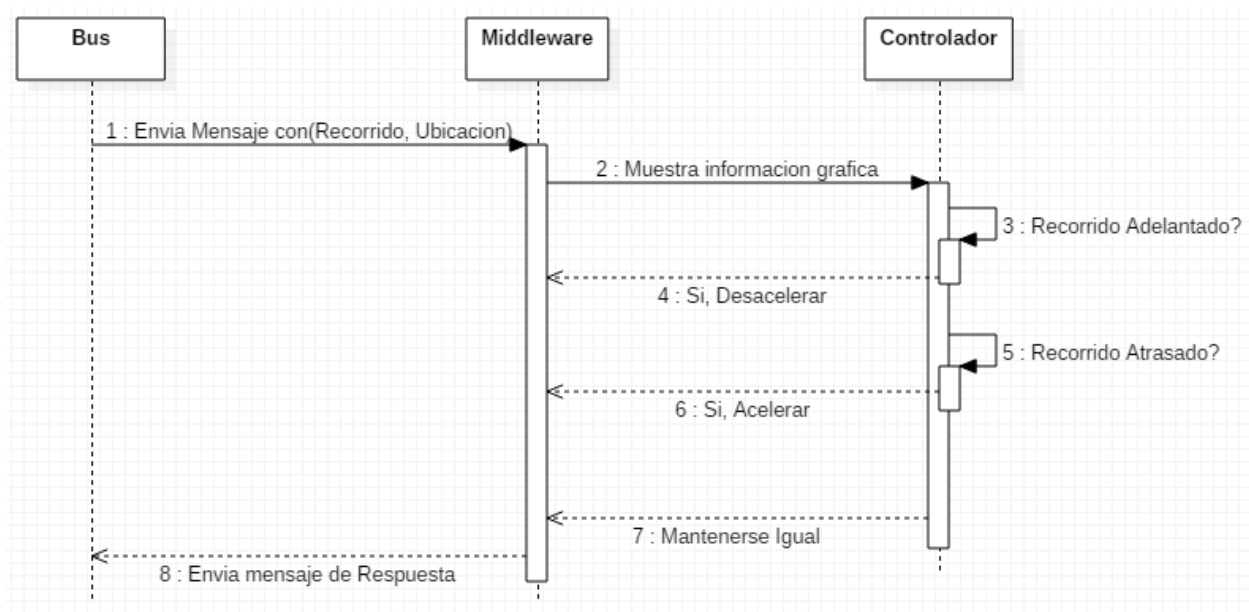 Bus
Middleware
Controlador
1 : Envia Mensaje con(Recorrido, Ubicacion)
2 : Muestra informacion grafica
3 : Recorrido Adelantado?
4 : Si, Desacelerar
5 : Recorrido Atrasado?
6 : Si, Acelerar
7 : Mantenerse Igual
8 : Envia mensaje de Respuesta